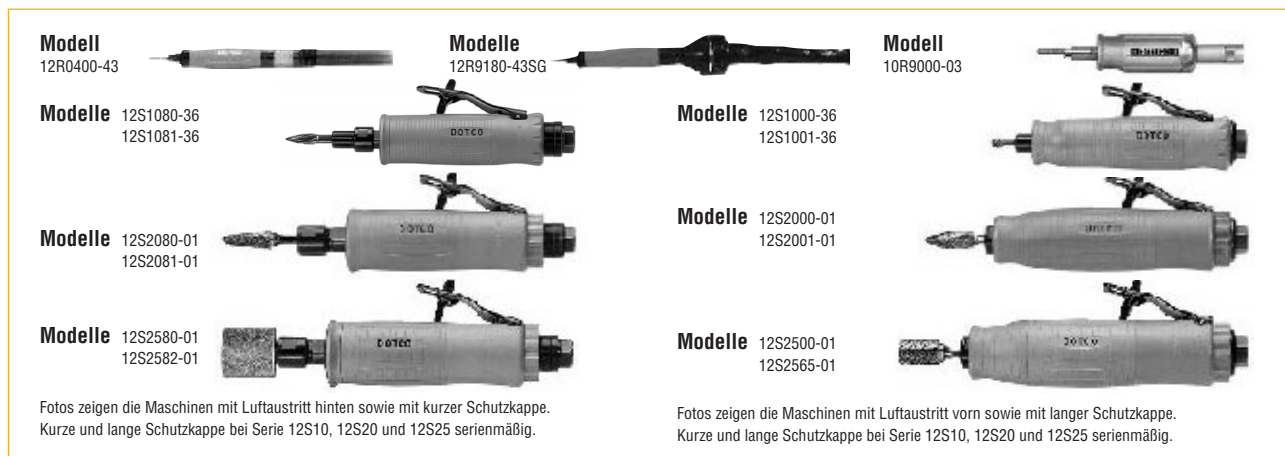 Modell
12R0400-43
Modelle
12R9180-43SG
Modell
10R9000-03
Modelle 12S1080-36
12S1081-36
DOTCO
Modelle 12S1000-36
12S1001-36
DOTCO
Modelle 12S2080-01
12S2081-01
DOTCO
Modelle 12S2000-01
12S2001-01
Modelle 12S2580-01
12S2582-01
DOTCO
Modelle 12S2500-01
12S2565-01
DOTCO
Fotos zeigen die Maschinen mit Luftaustritt hinten sowie mit kurzer Schutzkappe.
Kurze und lange Schutzkappe bei Serie 12S10, 12S20 und 12S25 serienmäßig.
Fotos zeigen die Maschinen mit Luftaustritt vorn sowie mit langer Schutzkappe.
Kurze und lange Schutzkappe bei Serie 12S10, 12S20 und 12S25 serienmäßig.